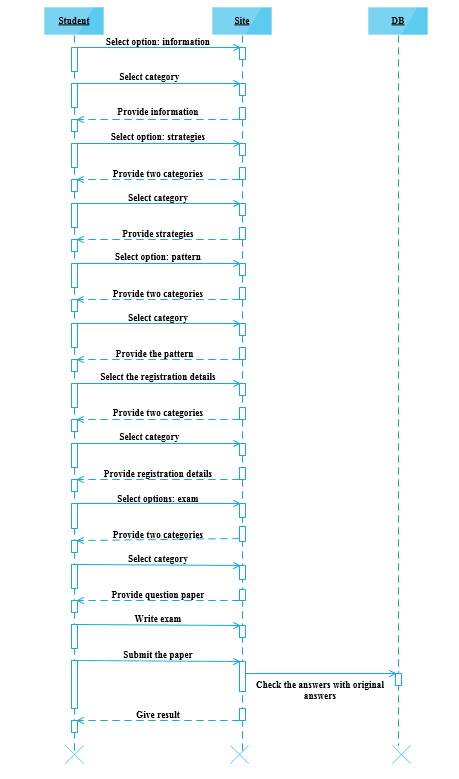 Student
Site
DB
Select option: information
Select category
Provide information
Select option: strategies
Provide two categories
Select category
Provide strategies
Select option: pattern
Provide two categories
Select category
Provide the pattern
Select the registration details
Provide two categories
Select category
Provide registration details
Select options: exam
Provide two categories
Select category
Provide question paper
Write exam
Submit the paper
Check the answers with original
answers
Give result